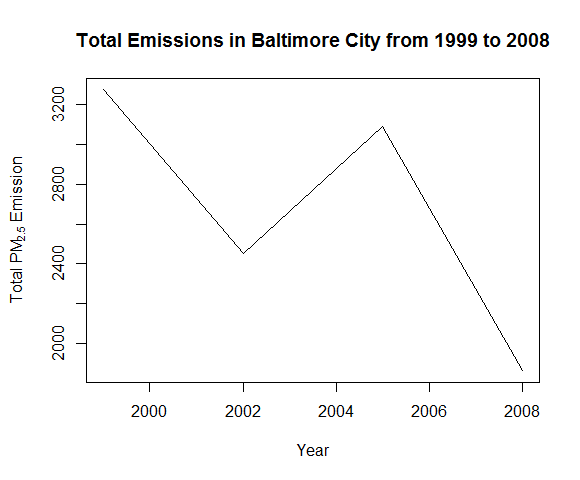 Total Emissions in Baltimore City from 1999 to 2008
Total PM2.5 Emission
3200
2800
2400
2000
2000 2002 2004 2006 2008
Year